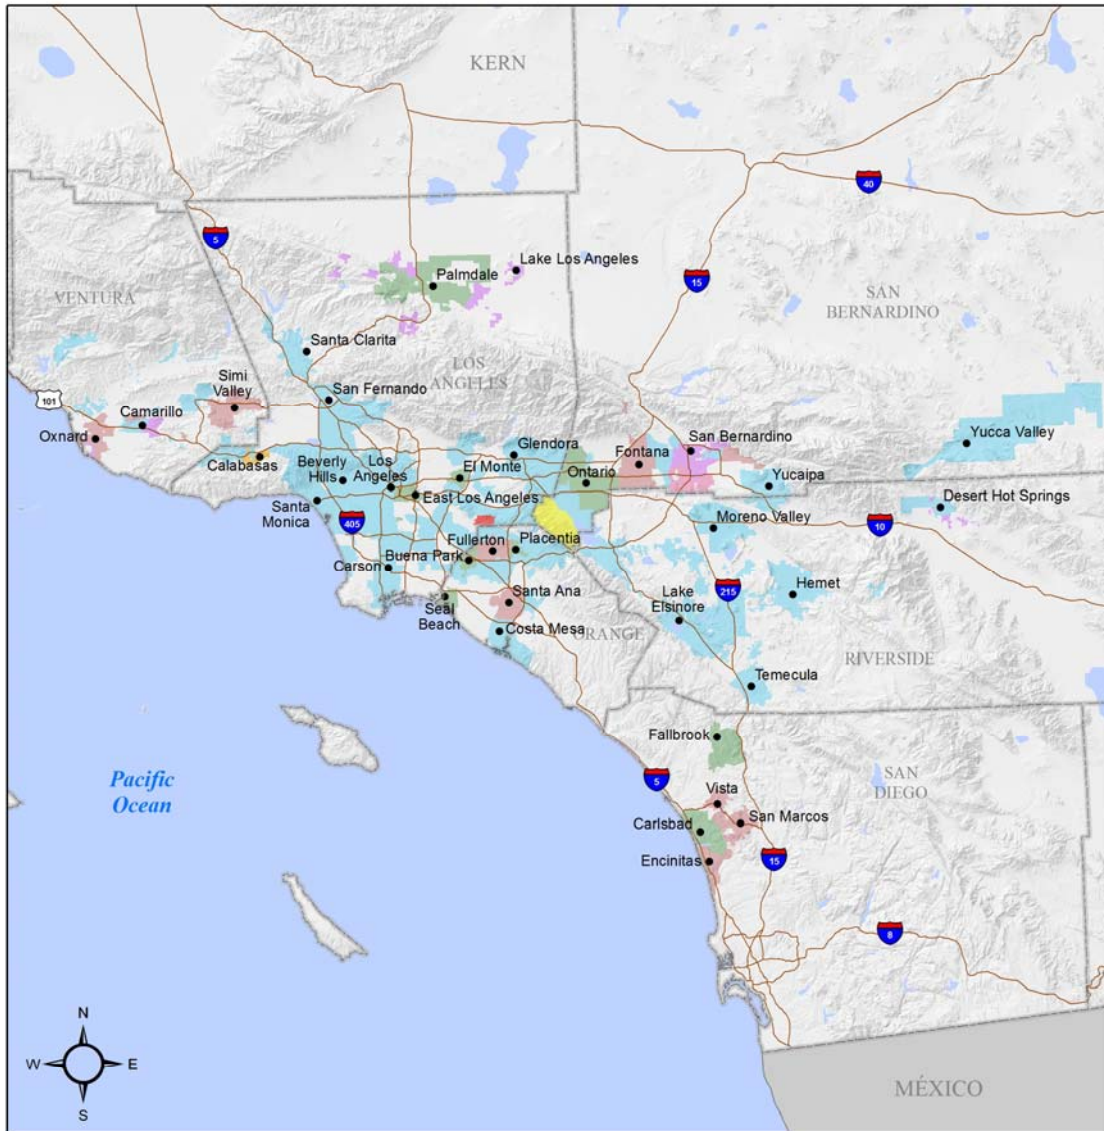 KERN
40
5
Lake Los Angeles
Palmdale
15
VENTURA
SAN
BERNARDINO
Santa Clarita
LOS
ANGELES
Simi
Valley
San Fernando
101
Camarillo
Oxnard
Glendora
San Bernardino
Yucca Valley
Calabasas
Beverly
Hills
Los
Angeles
El Monte
Ontario
Fontana
Yucaipa
East Los Angeles
Santa
Monica
Desert Hot Springs
405
Moreno Valley
10
Fullerton
Placentia
Buena Park
Carson
Hemet
Santa Ana
Lake
Elsinore
215
Seal
Beach
Costa Mesa
ORANGE
RIVERSIDE
Temecula
Fallbrook
5
SAN
DIEGO
Pacific
Ocean
Vista
San Marcos
Carlsbad
Encinitas
15
8
N
W
E
S
MÉXICO